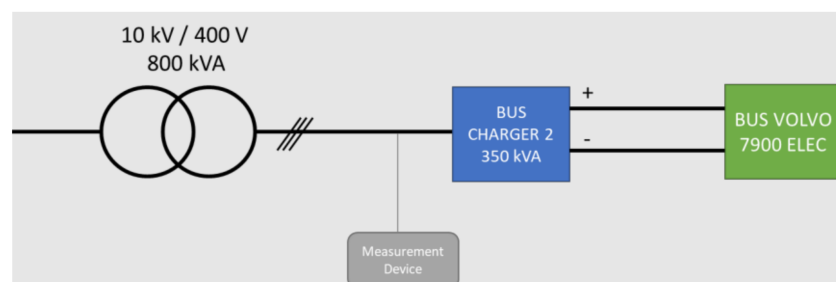 10 kV / 400 V
800 kVA
+
BUS
CHARGER 2
350 kVA
-
BUS VOLVO
7900 ELEC
Measurement
Device